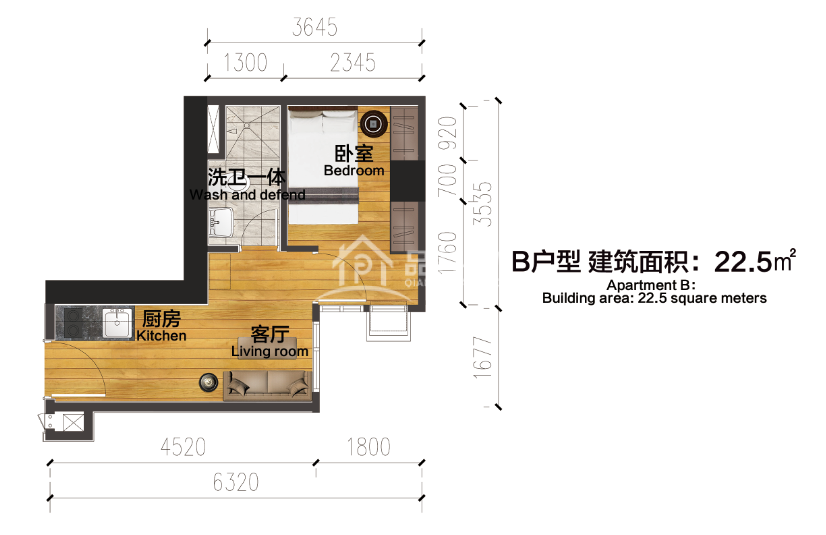 3645
1300
2345
920
700
1760
3535
1677
卧室
Bedroom
洗卫一体
Wash and defend
厨房
Kitchen
客厅
Living room
B户型 建筑面积：22.5㎡
Apartment B:
Building area: 22.5 square meters
4520
1800
6320